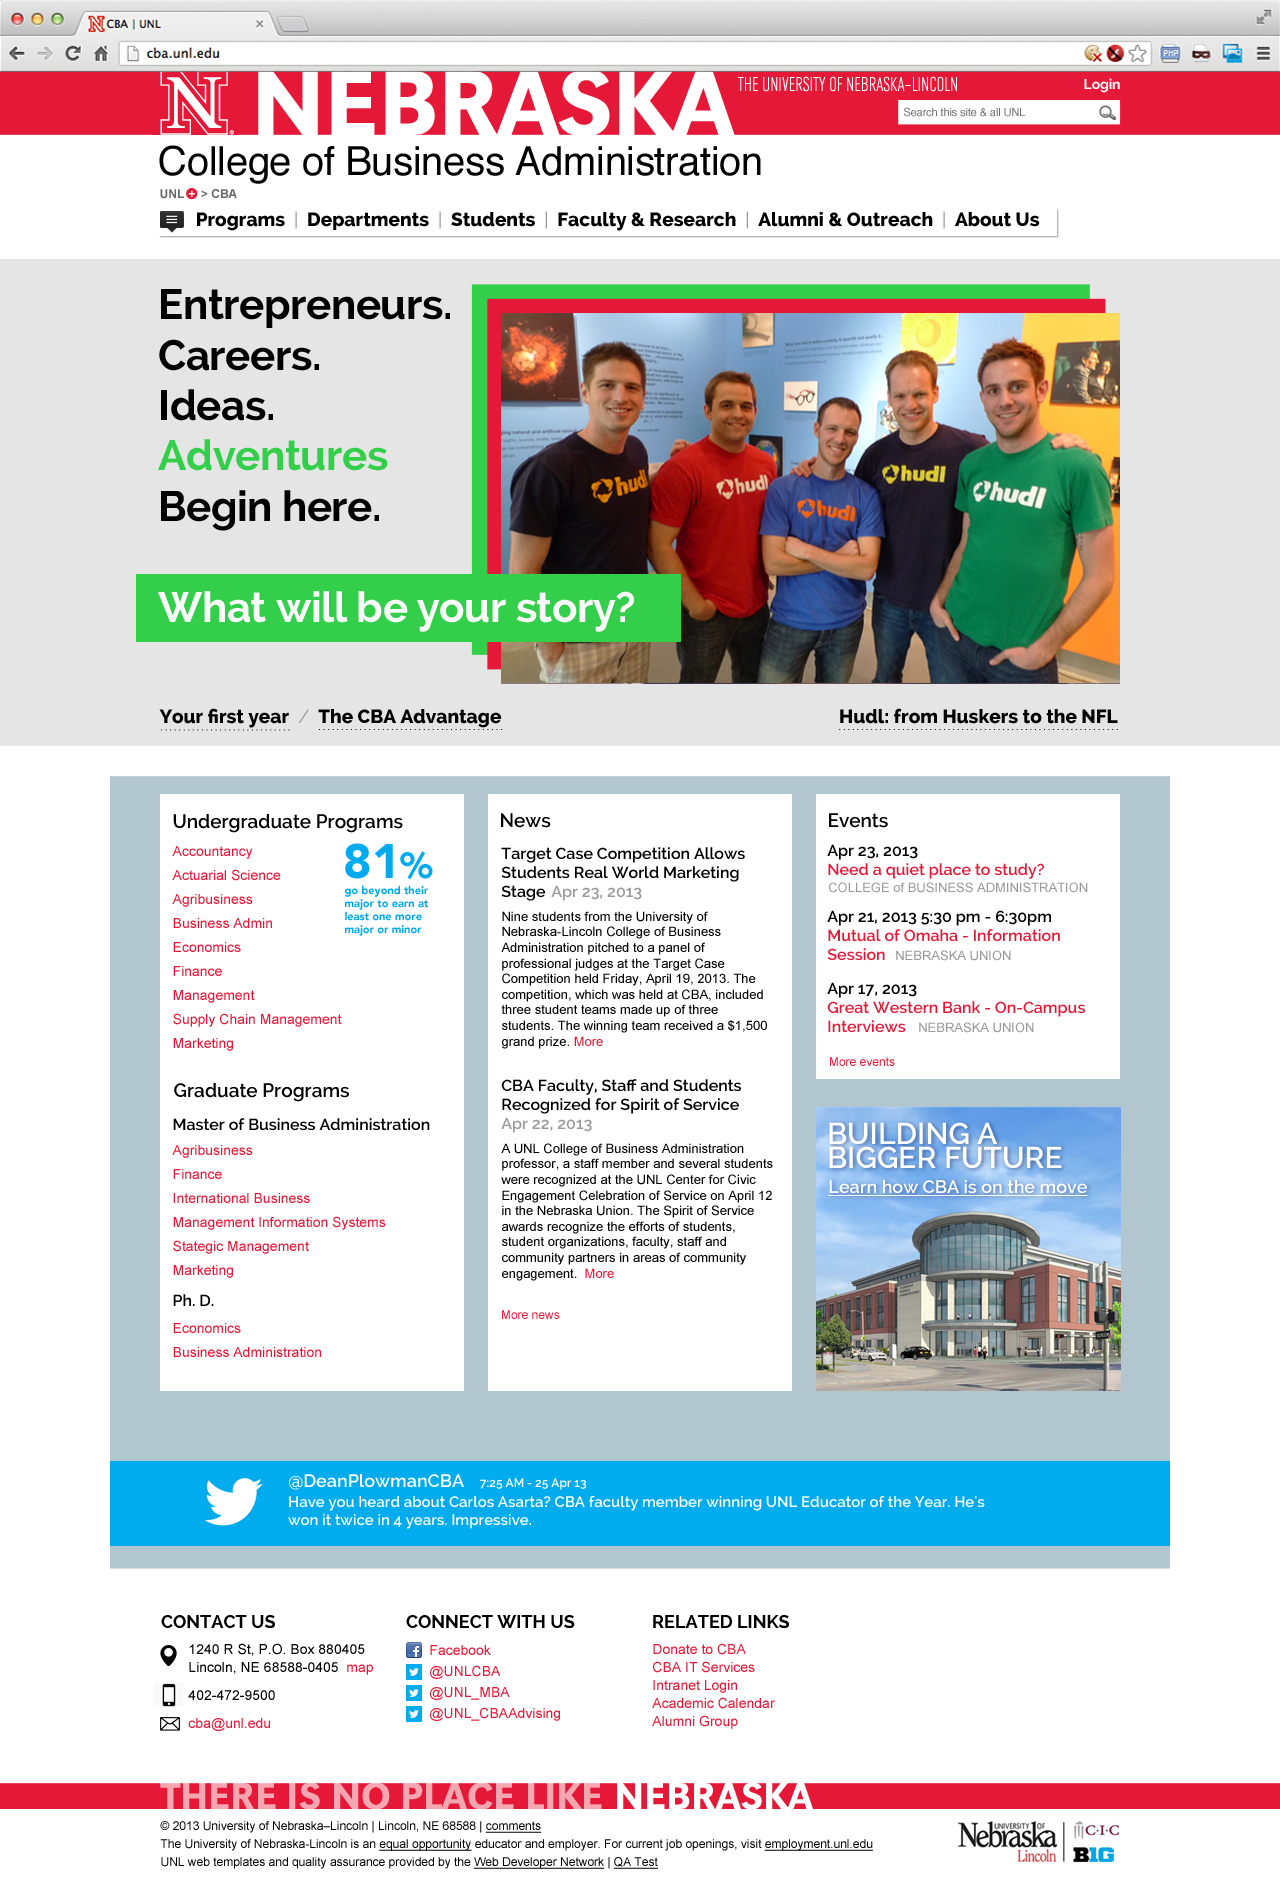 CBA | UNL
cba.unl.edu
N NEBRASKA
THE UNIVERSITY OF NEBRASKA–LINCOLN
Login
Search this site & all UNL
College of Business Administration
UNL > CBA
Programs | Departments | Students | Faculty & Research | Alumni & Outreach | About Us
Entrepreneurs.
Careers.
Ideas.
Adventures
Begin here.
hudl
hudl
hudl
hudl
hudl
What will be your story?
Your first year / The CBA Advantage
Hudl: from Huskers to the NFL
Undergraduate Programs
Accountancy
Actuarial Science
Agribusiness
Business Admin
Economics
Finance
Management
Supply Chain Management
Marketing
81%
go beyond their
major to earn at
least one more
major or minor
Graduate Programs
Master of Business Administration
Agribusiness
Finance
International Business
Management Information Systems
Stategic Management
Marketing
Ph. D.
Economics
Business Administration
News
Target Case Competition Allows
Students Real World Marketing
Stage Apr 23, 2013
Nine students from the University of
Nebraska-Lincoln College of Business
Administration pitched to a panel of
professional judges at the Target Case
Competition held Friday, April 19, 2013. The
competition, which was held at CBA, included
three student teams made up of three
students. The winning team received a $1,500
grand prize. More
CBA Faculty, Staff and Students
Recognized for Spirit of Service
Apr 22, 2013
A UNL College of Business Administration
professor, a staff member and several students
were recognized at the UNL Center for Civic
Engagement Celebration of Service on April 12
in the Nebraska Union. The Spirit of Service
awards recognize the efforts of students,
student organizations, faculty, staff and
community partners in areas of community
engagement. More
More news
Events
Apr 23, 2013
Need a quiet place to study?
COLLEGE of BUSINESS ADMINISTRATION
Apr 21, 2013 5:30 pm - 6:30pm
Mutual of Omaha - Information
Session NEBRASKA UNION
Apr 17, 2013
Great Western Bank - On-Campus
Interviews NEBRASKA UNION
More events
BUILDING A
BIGGER FUTURE
Learn how CBA is on the move
@DeanPlowmanCBA 7:25 AM - 25 Apr 13
Have you heard about Carlos Asarta? CBA faculty member winning UNL Educator of the Year. He's
won it twice in 4 years. Impressive.
CONTACT US
1240 R St, P.O. Box 880405
Lincoln, NE 68588-0405 map
402-472-9500
cba@unl.edu
CONNECT WITH US
Facebook
@UNLCBA
@UNL_MBA
@UNL_CBAAdvising
RELATED LINKS
Donate to CBA
CBA IT Services
Intranet Login
Academic Calendar
Alumni Group
THERE IS NO PLACE LIKE NEBRASKA
© 2013 University of Nebraska–Lincoln | Lincoln, NE 68588 | comments
The University of Nebraska-Lincoln is an equal opportunity educator and employer. For current job openings, visit employment.unl.edu
UNL web templates and quality assurance provided by the Web Developer Network | QA Test
UNIVERSITY OF
Nebraska
Lincoln
C·I·C
B1G